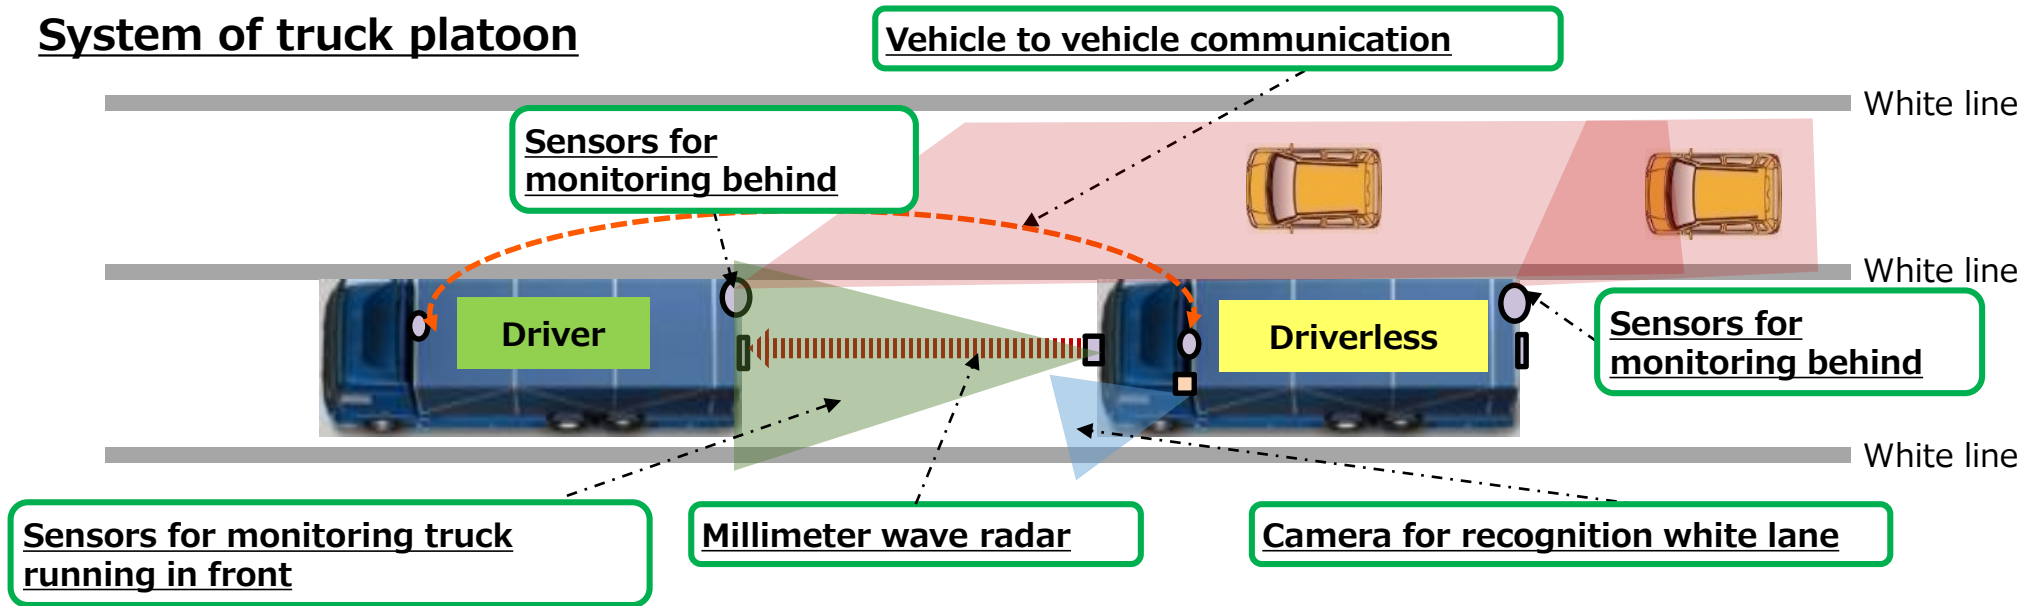 System of truck platoon
Vehicle to vehicle communication
White line
Sensors for
monitoring behind
White line
Driver
Driverless
Sensors for
monitoring behind
White line
Sensors for monitoring truck
running in front
Millimeter wave radar
Camera for recognition white lane